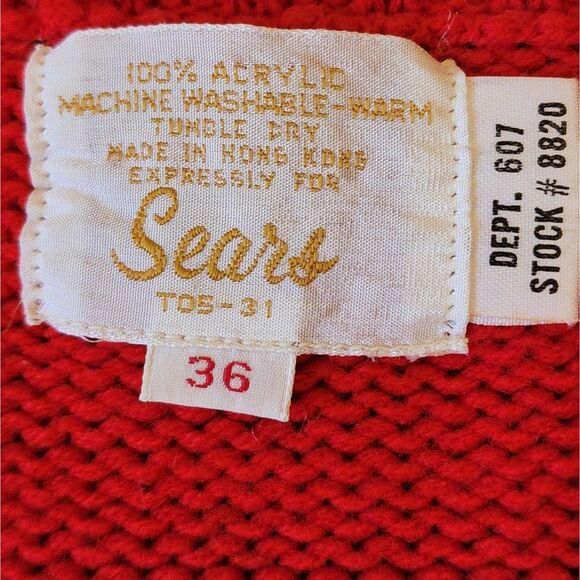 100% ACRYLIC
MACHINE WASHABLE-WARM
TUMBLE DRY
MADE IN HONG KONG
EXPRESSLY FOR
Sears
TOS-31
36
DEPT. 607
STOCK # 8820